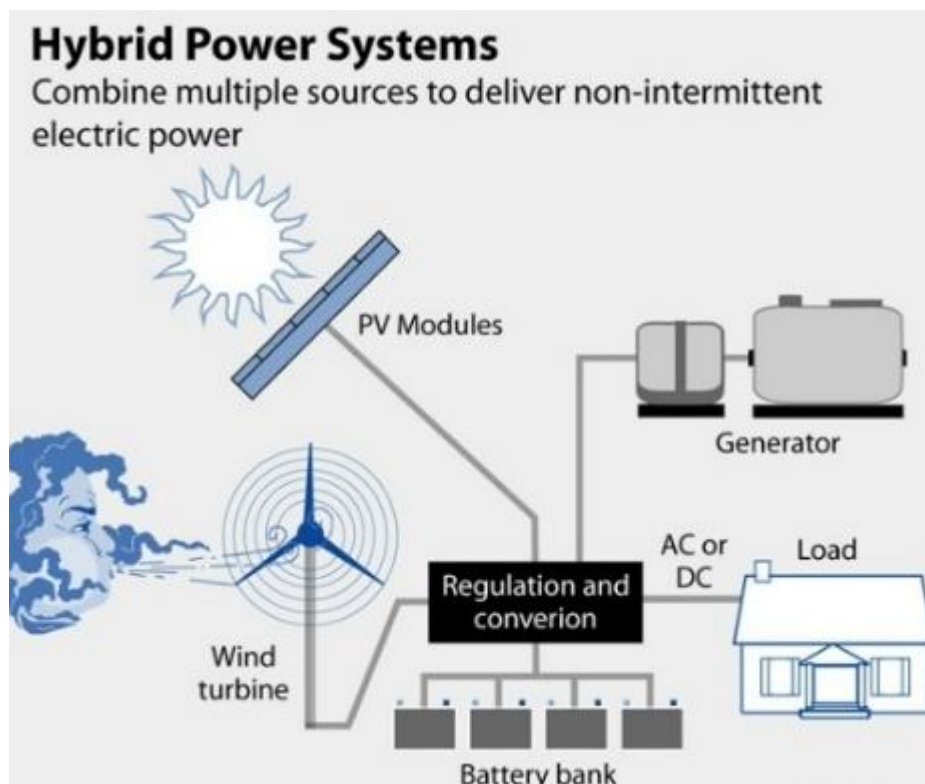 Hybrid Power Systems
Combine multiple sources to deliver non-intermittent
electric power
PV Modules
Generator
AC or
DC
Load
Regulation and
converion
Wind
turbine
Battery bank